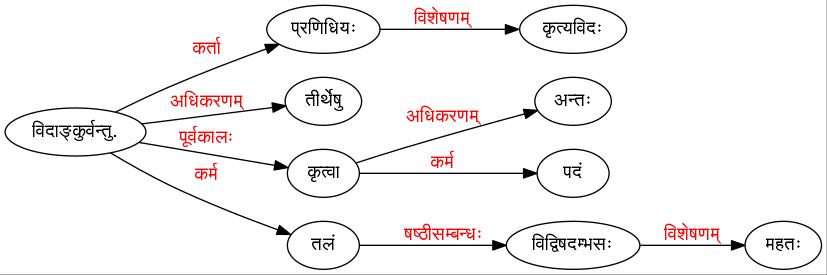 विशेषणम्
प्रणिधियः
कृत्यविदः
कर्ता
अधिकरणम्
तीर्थेषु
अधिकरणम्
अन्तः
विदाङ्कुर्वन्तु.
पूर्वकालः
कृत्वा
कर्म
पदं
कर्म
तलं
षष्ठीसम्बन्धः
विद्विषदम्भसः
विशेषणम्
महतः